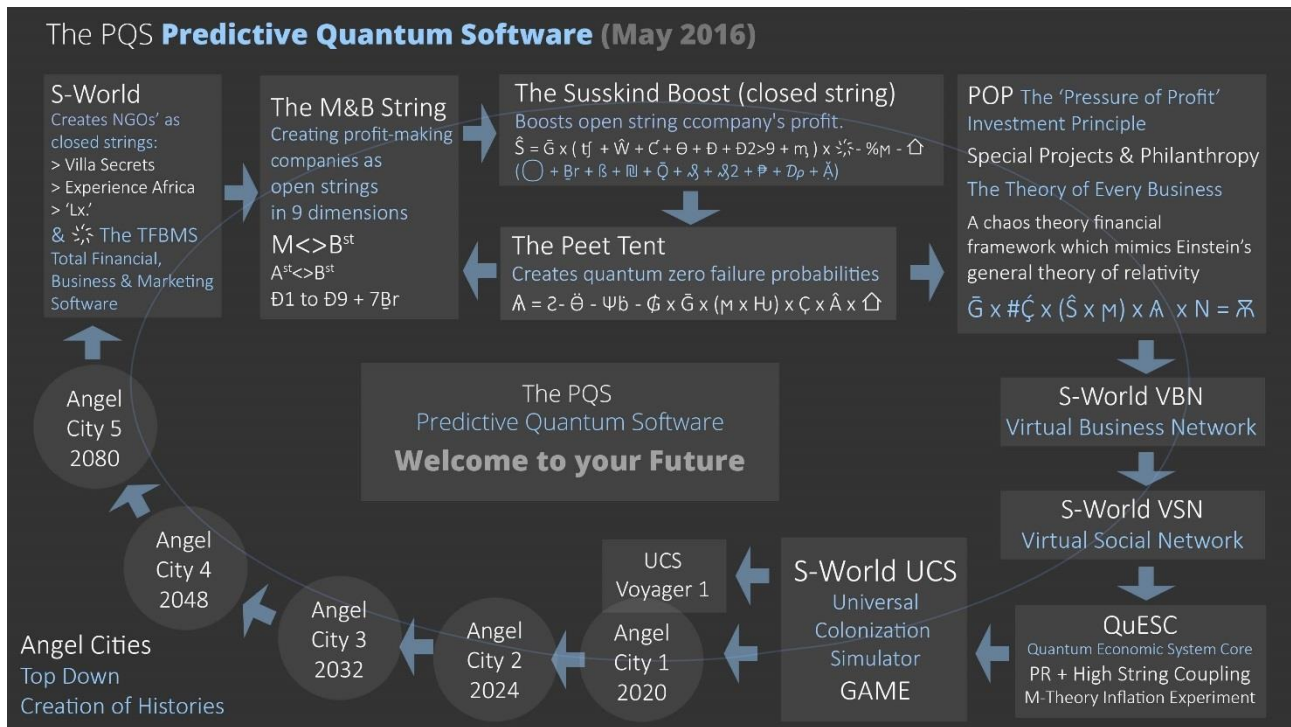 The PQS Predictive Quantum Software (May 2016)
S-World
Creates NGOs' as
closed strings:
> Villa Secrets
> Experience Africa
> 'Lx.'
& The TFBMS
Total Financial,
Business & Marketing
Software
The M&B String
Creating profit-making
companies as
open strings
in 9 dimensions
M<>Bˢᵗ
Aˢᵗ<>Bˢᵗ
Đ1 to Đ9 + 7Ḇr
The Susskind Boost (closed string)
Boosts open string ccompany's profit.
The Peet Tent
Creates quantum zero failure probabilities
POP The 'Pressure of Profit'
Investment Principle
Special Projects & Philanthropy
The Theory of Every Business
A chaos theory financial
framework which mimics Einstein's
general theory of relativity
S-World VBN
Virtual Business Network
S-World VSN
Virtual Social Network
QuESC
Quantum Economic System Core
PR + High String Coupling
M-Theory Inflation Experiment
S-World UCS
Universal
Colonization
Simulator
GAME
UCS
Voyager 1
Angel
City 1
2020
Angel
City 2
2024
Angel
City 3
2032
Angel
City 4
2048
Angel
City 5
2080
Angel Cities
Top Down
Creation of Histories
The PQS
Predictive Quantum Software
Welcome to your Future